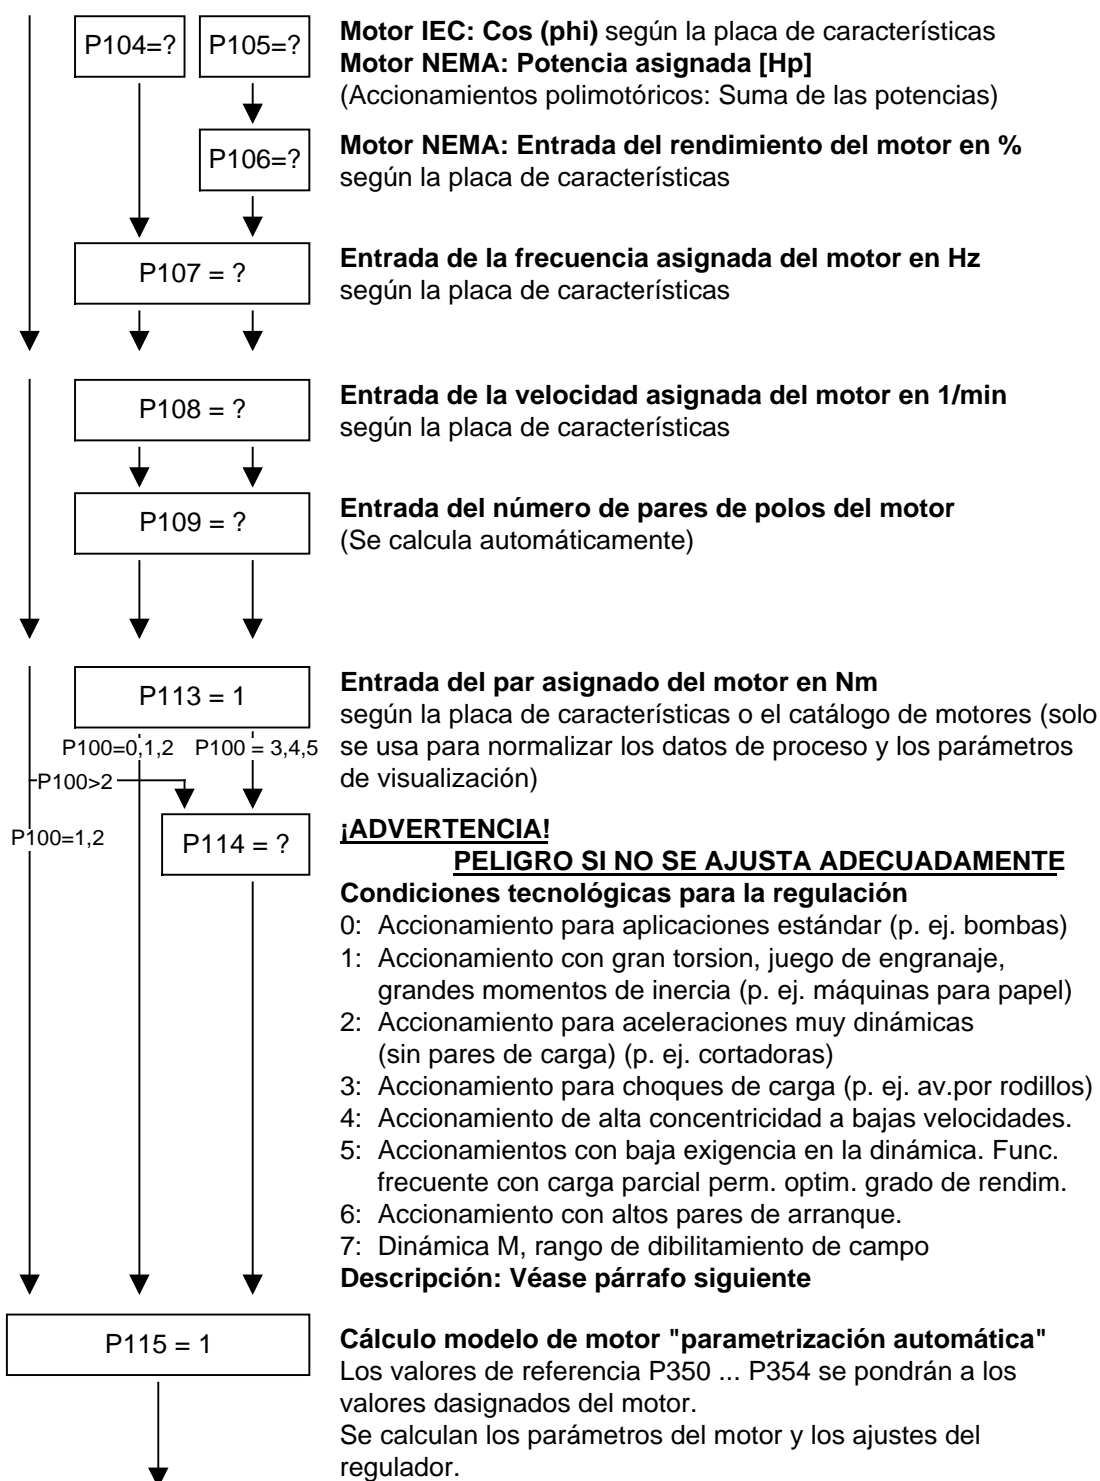 P104=?
P105=?
Motor IEC: Cos (phi) según la placa de características
Motor NEMA: Potencia asignada [Hp]
(Accionamientos polimotóricos: Suma de las potencias)
P106=?
Motor NEMA: Entrada del rendimiento del motor en %
según la placa de características
P107 = ?
Entrada de la frecuencia asignada del motor en Hz
según la placa de características
P108 = ?
Entrada de la velocidad asignada del motor en 1/min
según la placa de características
P109 = ?
Entrada del número de pares de polos del motor
(Se calcula automáticamente)
P113 = 1
Entrada del par asignado del motor en Nm
según la placa de características o el catálogo de motores (solo
se usa para normalizar los datos de proceso y los parámetros
de visualización)
P100=0,1,2
P100 = 3,4,5
P100>2
P100=1,2
P114 = ?
¡ADVERTENCIA!
PELIGRO SI NO SE AJUSTA ADECUADAMENTE
Condiciones tecnológicas para la regulación
0: Accionamiento para aplicaciones estándar (p. ej. bombas)
1: Accionamiento con gran torsion, juego de engranaje,
grandes momentos de inercia (p. ej. máquinas para papel)
2: Accionamiento para aceleraciones muy dinámicas
(sin pares de carga) (p. ej. cortadoras)
3: Accionamiento para choques de carga (p. ej. av.por rodillos)
4: Accionamiento de alta concentricidad a bajas velocidades.
5: Accionamientos con baja exigencia en la dinámica. Func.
frecuente con carga parcial perm. optim. grado de rendim.
6: Accionamiento con altos pares de arranque.
7: Dinámica M, rango de dibilitamiento de campo
Descripción: Véase párrafo siguiente
P115 = 1
Cálculo modelo de motor "parametrización automática"
Los valores de referencia P350 ... P354 se pondrán a los
valores dasignados del motor.
Se calculan los parámetros del motor y los ajustes del
regulador.